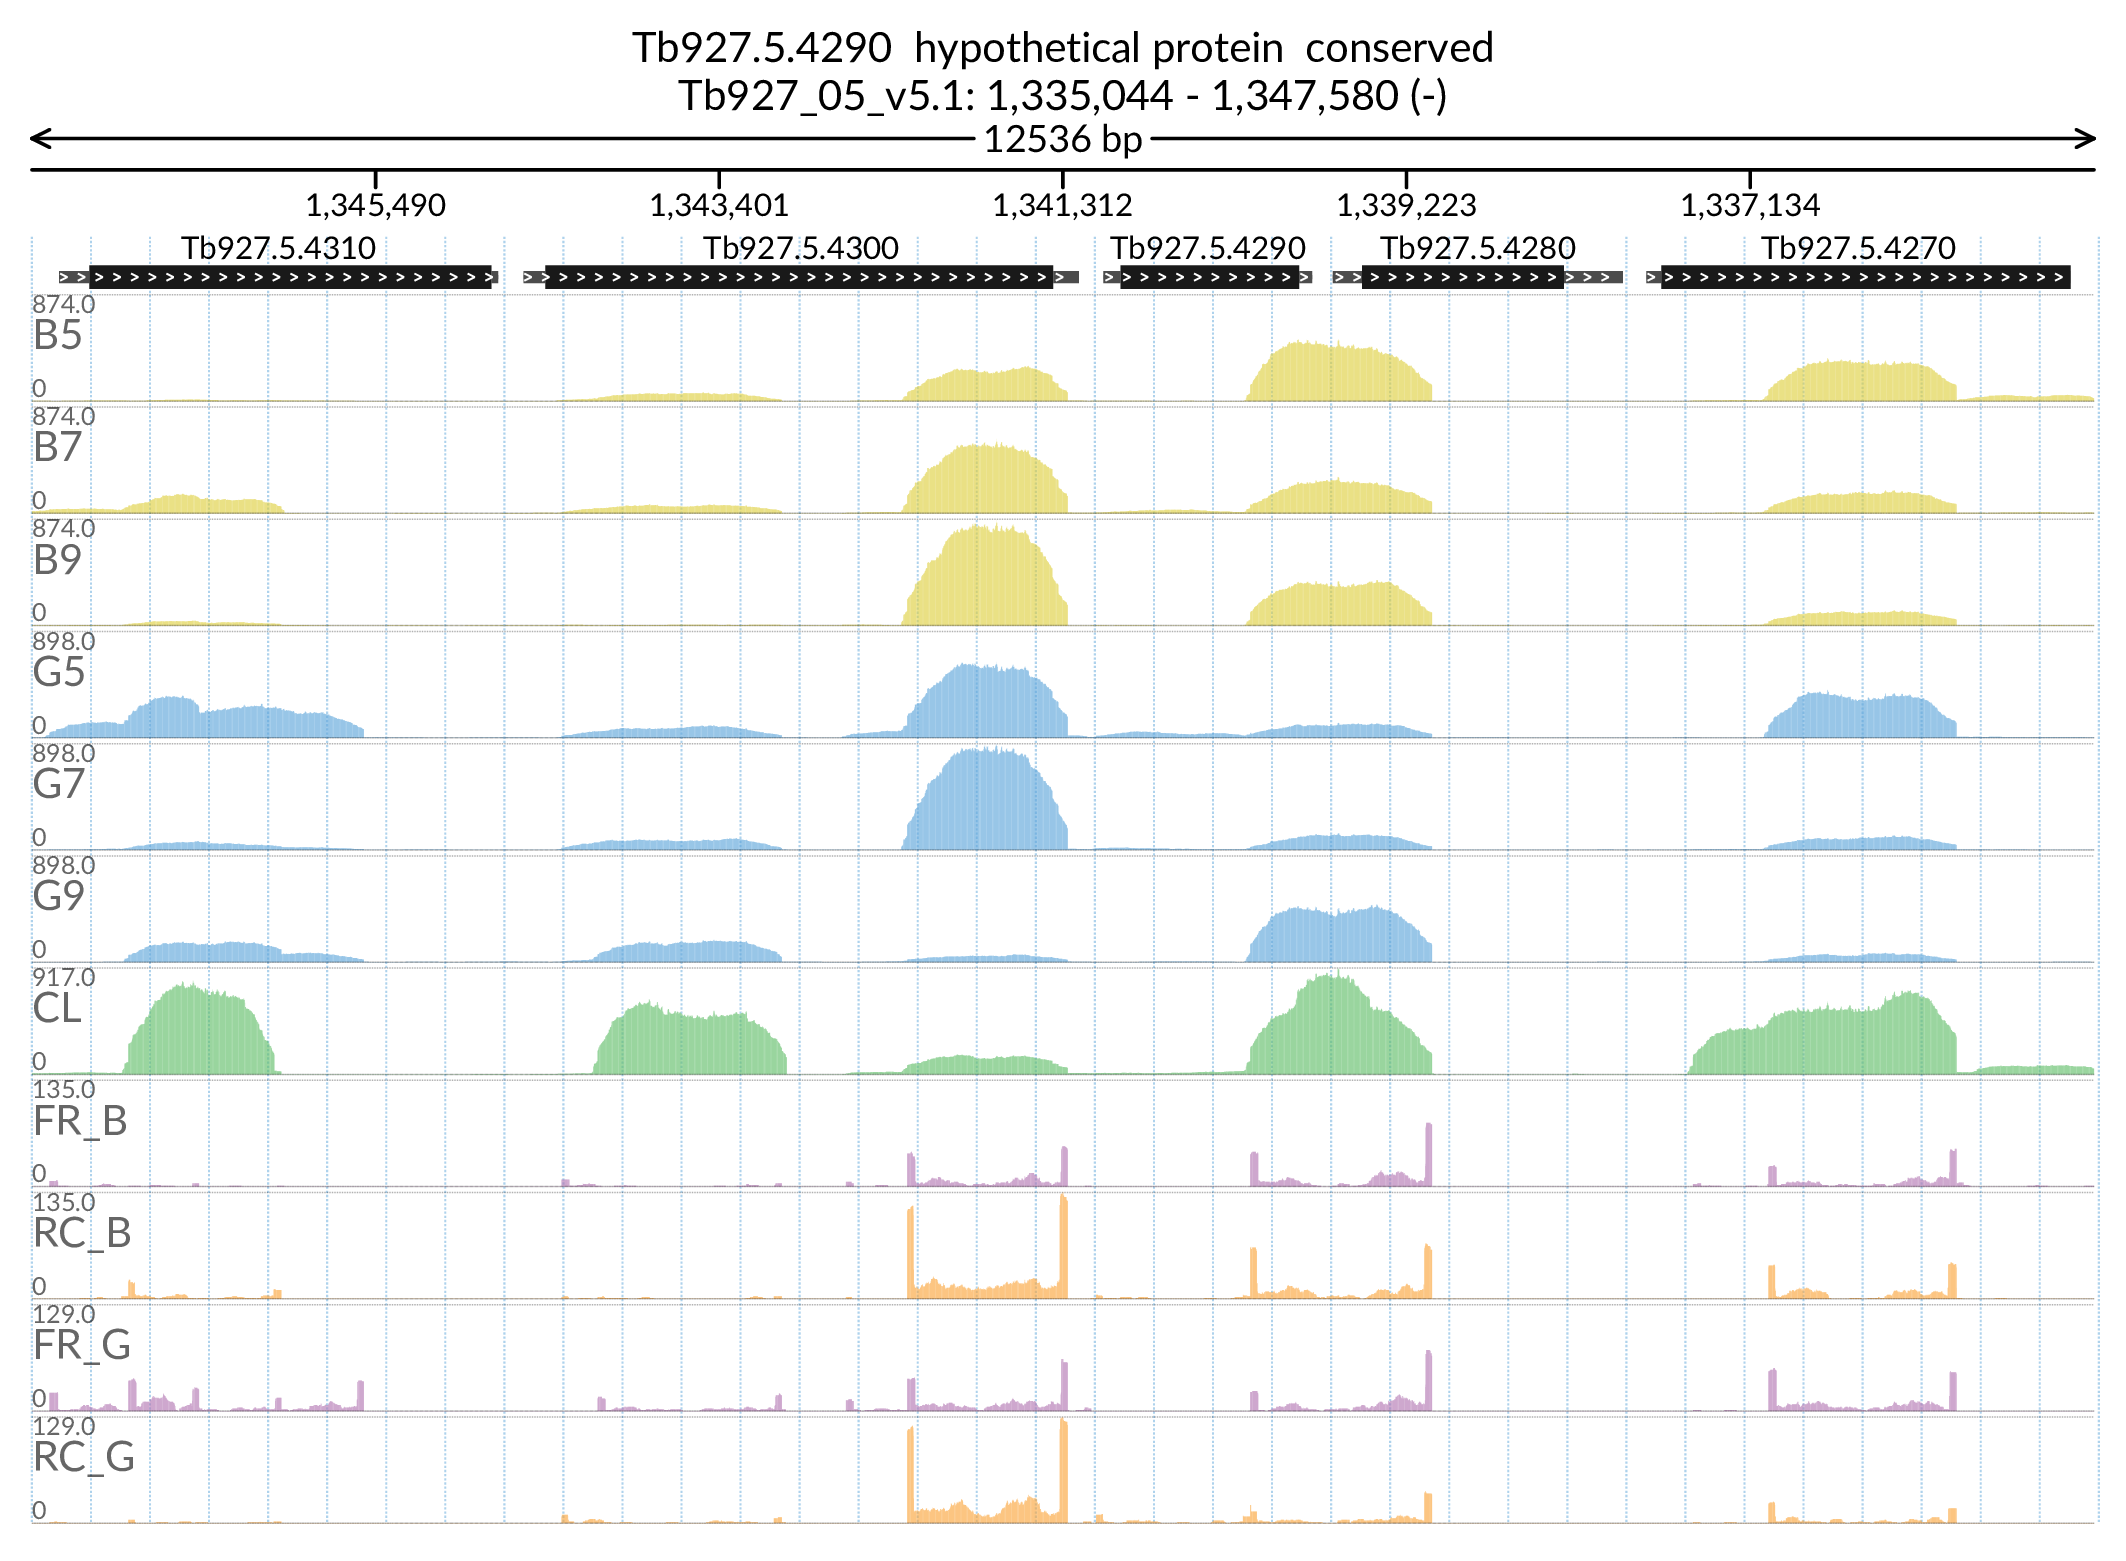 Tb927.5.4290 hypothetical protein conserved
Tb927_05_v5.1: 1,335,044 - 1,347,580 (-)
12536 bp
1,345,490 1,343,401 1,341,312 1,339,223 1,337,134
Tb927.5.4310 Tb927.5.4300 Tb927.5.4290 Tb927.5.4280 Tb927.5.4270
874.0
B5
0
874.0
B7
0
874.0
B9
0
898.0
G5
0
898.0
G7
0
898.0
G9
0
917.0
CL
0
135.0
FR_B
0
135.0
RC_B
0
129.0
FR_G
0
129.0
RC_G
0